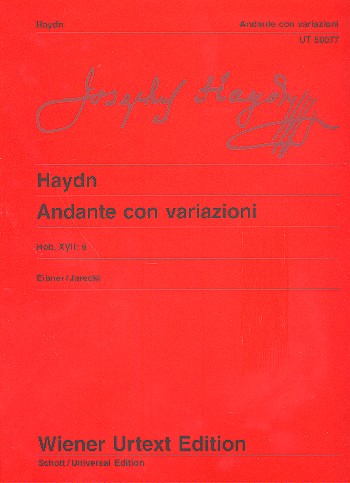 Haydn
Andante con variazioni
UT 50077
Joseph Haydn
Haydn
Andante con variazioni
Hob. XVII: 6
Eibner/Jarecki
Wiener Urtext Edition
Schott/Universal Edition